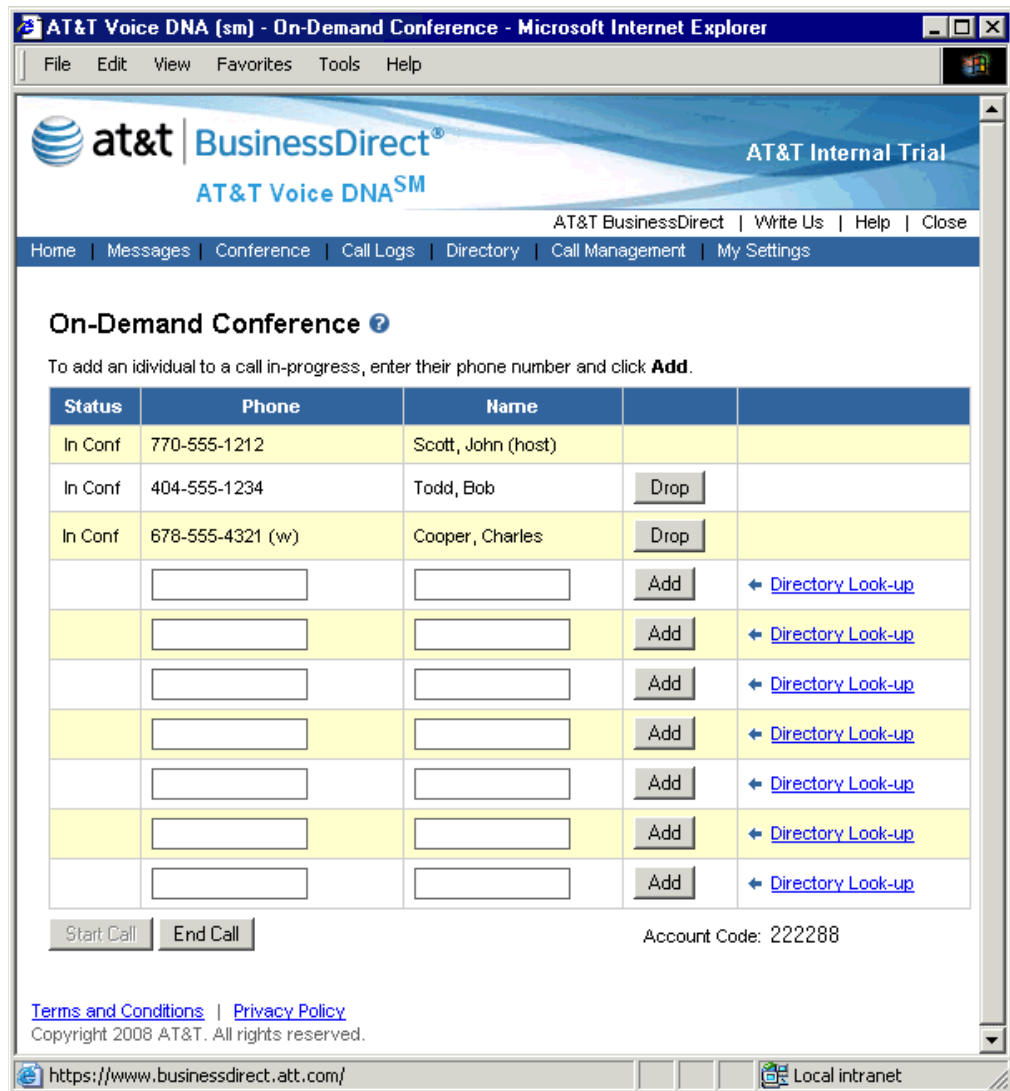 AT&T Voice DNA (sm) - On-Demand Conference - Microsoft Internet Explorer
File Edit View Favorites Tools Help
at&t | BusinessDirect®
AT&T Internal Trial
AT&T Voice DNA SM
AT&T BusinessDirect | Write Us | Help | Close
Home | Messages | Conference | Call Logs | Directory | Call Management | My Settings
On-Demand Conference ?
To add an idividual to a call in-progress, enter their phone number and click Add.
Status Phone Name
In Conf 770-555-1212 Scott, John (host)
In Conf 404-555-1234 Todd, Bob Drop
In Conf 678-555-4321 (w) Cooper, Charles Drop
Add Directory Look-up
Add Directory Look-up
Add Directory Look-up
Add Directory Look-up
Add Directory Look-up
Add Directory Look-up
Add Directory Look-up
Start Call End Call Account Code: 222288
Terms and Conditions | Privacy Policy
Copyright 2008 AT&T. All rights reserved.
https://www.businessdirect.att.com/ Local intranet